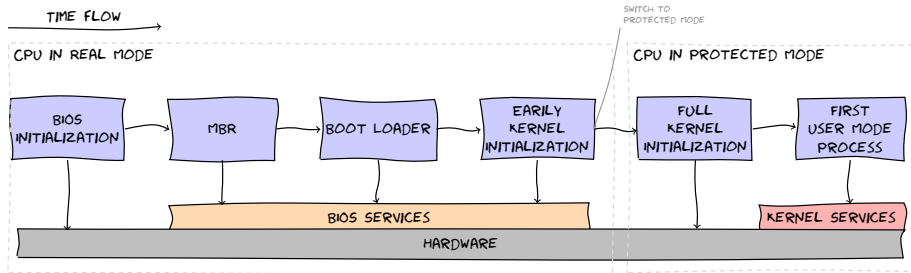 TIME FLOW
SWITCH TO
PROTECTED MODE
CPU IN REAL MODE
CPU IN PROTECTED MODE
BIOS
INITIALIZATION
MBR
BOOT LOADER
EARILY
KERNEL
INITIALIZATION
FULL
KERNEL
INITIALIZATION
FIRST
USER MODE
PROCESS
BIOS SERVICES
KERNEL SERVICES
HARDWARE